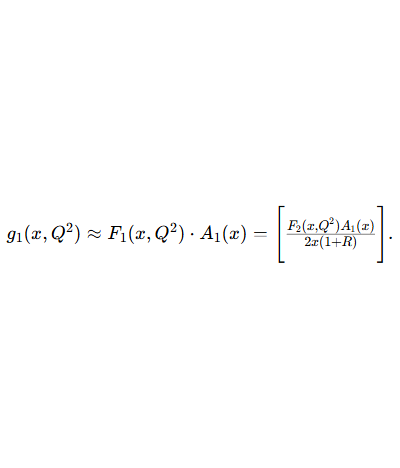 g₁(x, Q²) ≈ F₁(x, Q²) · A₁(x) = [F₂(x,Q²)A₁(x) / 2x(1+R)].